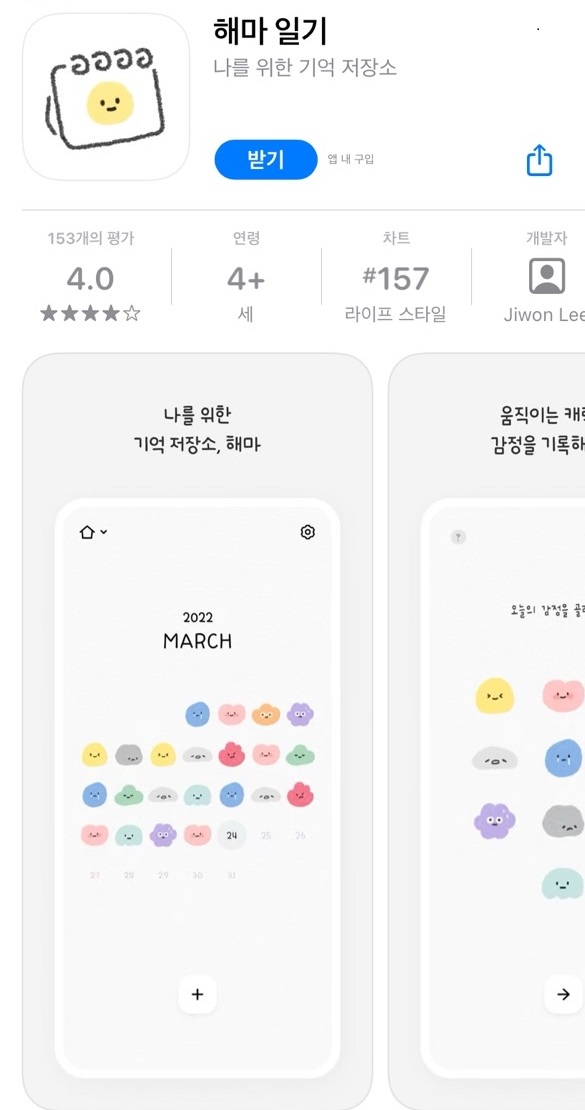 해마 일기
나를 위한 기억 저장소
받기 앱 내 구입
153개의 평가
4.0
★★★★☆
연령
4+
세
차트
#157
라이프 스타일
개발자
Jiwon Lee
나를 위한
기억 저장소, 해마
2022
MARCH
24 25 26
27 28 29 30 31
+
움직이는 캐
감정을 기록해
?
오늘의 감정을 골
→